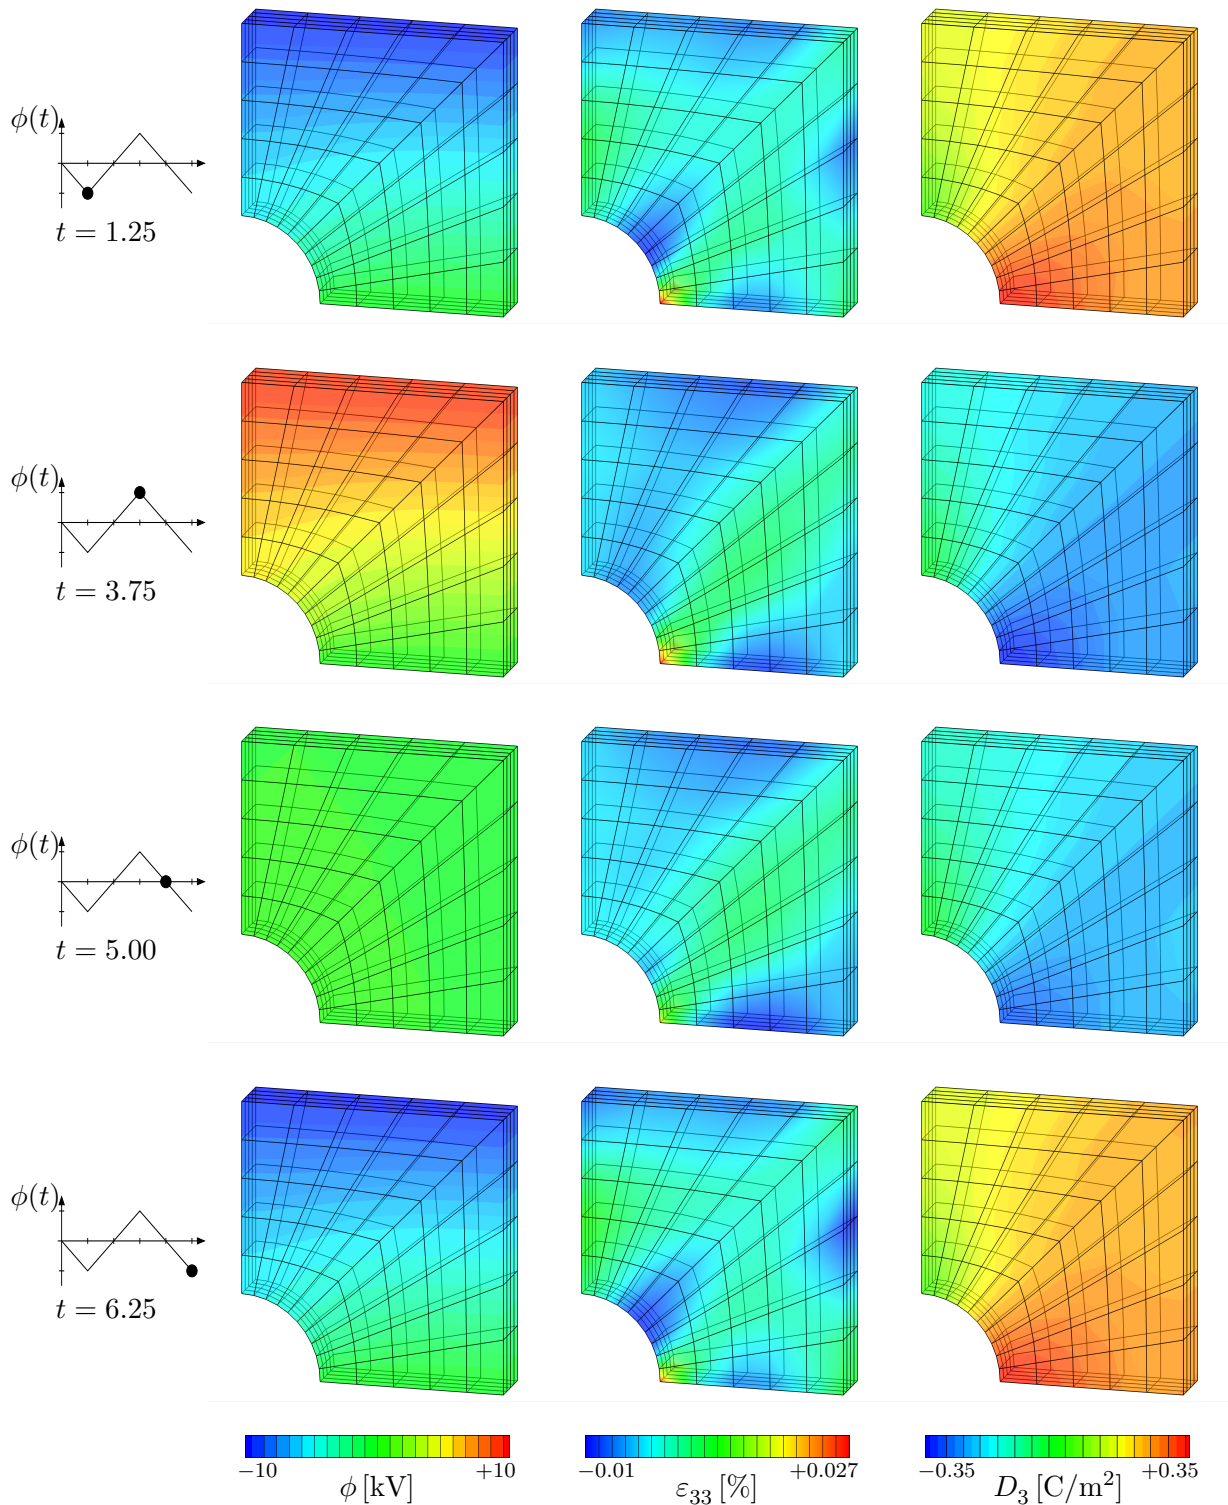 ϕ(t)
t = 1.25
ϕ(t)
t = 3.75
ϕ(t)
t = 5.00
ϕ(t)
t = 6.25
−10 +10
ϕ [kV]
−0.01 +0.027
ε₃₃ [%]
−0.35 +0.35
D₃ [C/m²]